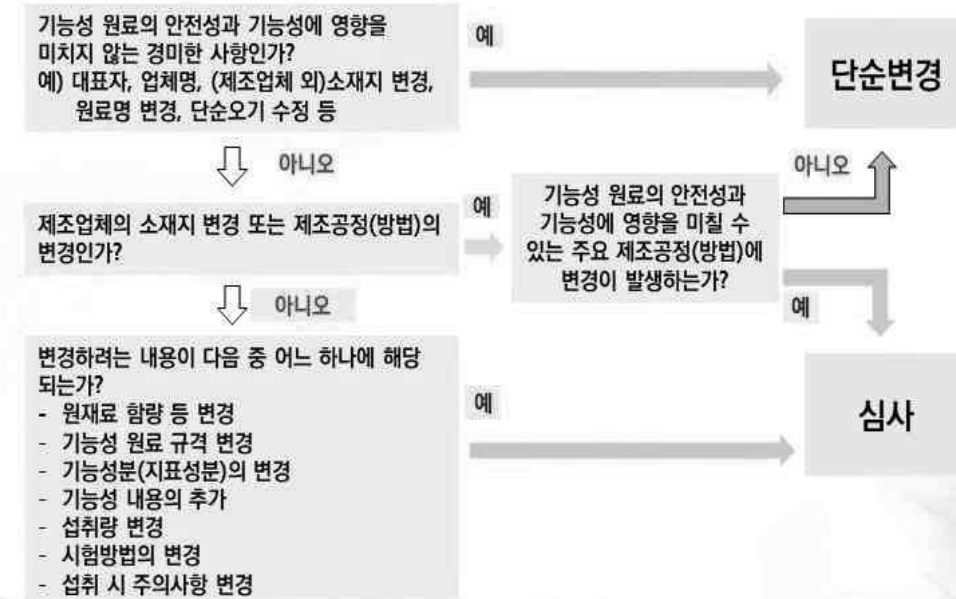 기능성 원료의 안전성과 기능성에 영향을
미치지 않는 경미한 사항인가?
예) 대표자, 업체명, (제조업체 외)소재지 변경,
원료명 변경, 단순오기 수정 등
예
단순변경
아니오
제조업체의 소재지 변경 또는 제조공정(방법)의
변경인가?
예
기능성 원료의 안전성과
기능성에 영향을 미칠 수
있는 주요 제조공정(방법)에
변경이 발생하는가?
아니오
예
아니오
변경하려는 내용이 다음 중 어느 하나에 해당
되는가?
- 원재료 함량 등 변경
- 기능성 원료 규격 변경
- 기능성분(지표성분)의 변경
- 기능성 내용의 추가
- 섭취량 변경
- 시험방법의 변경
- 섭취 시 주의사항 변경
예
심사